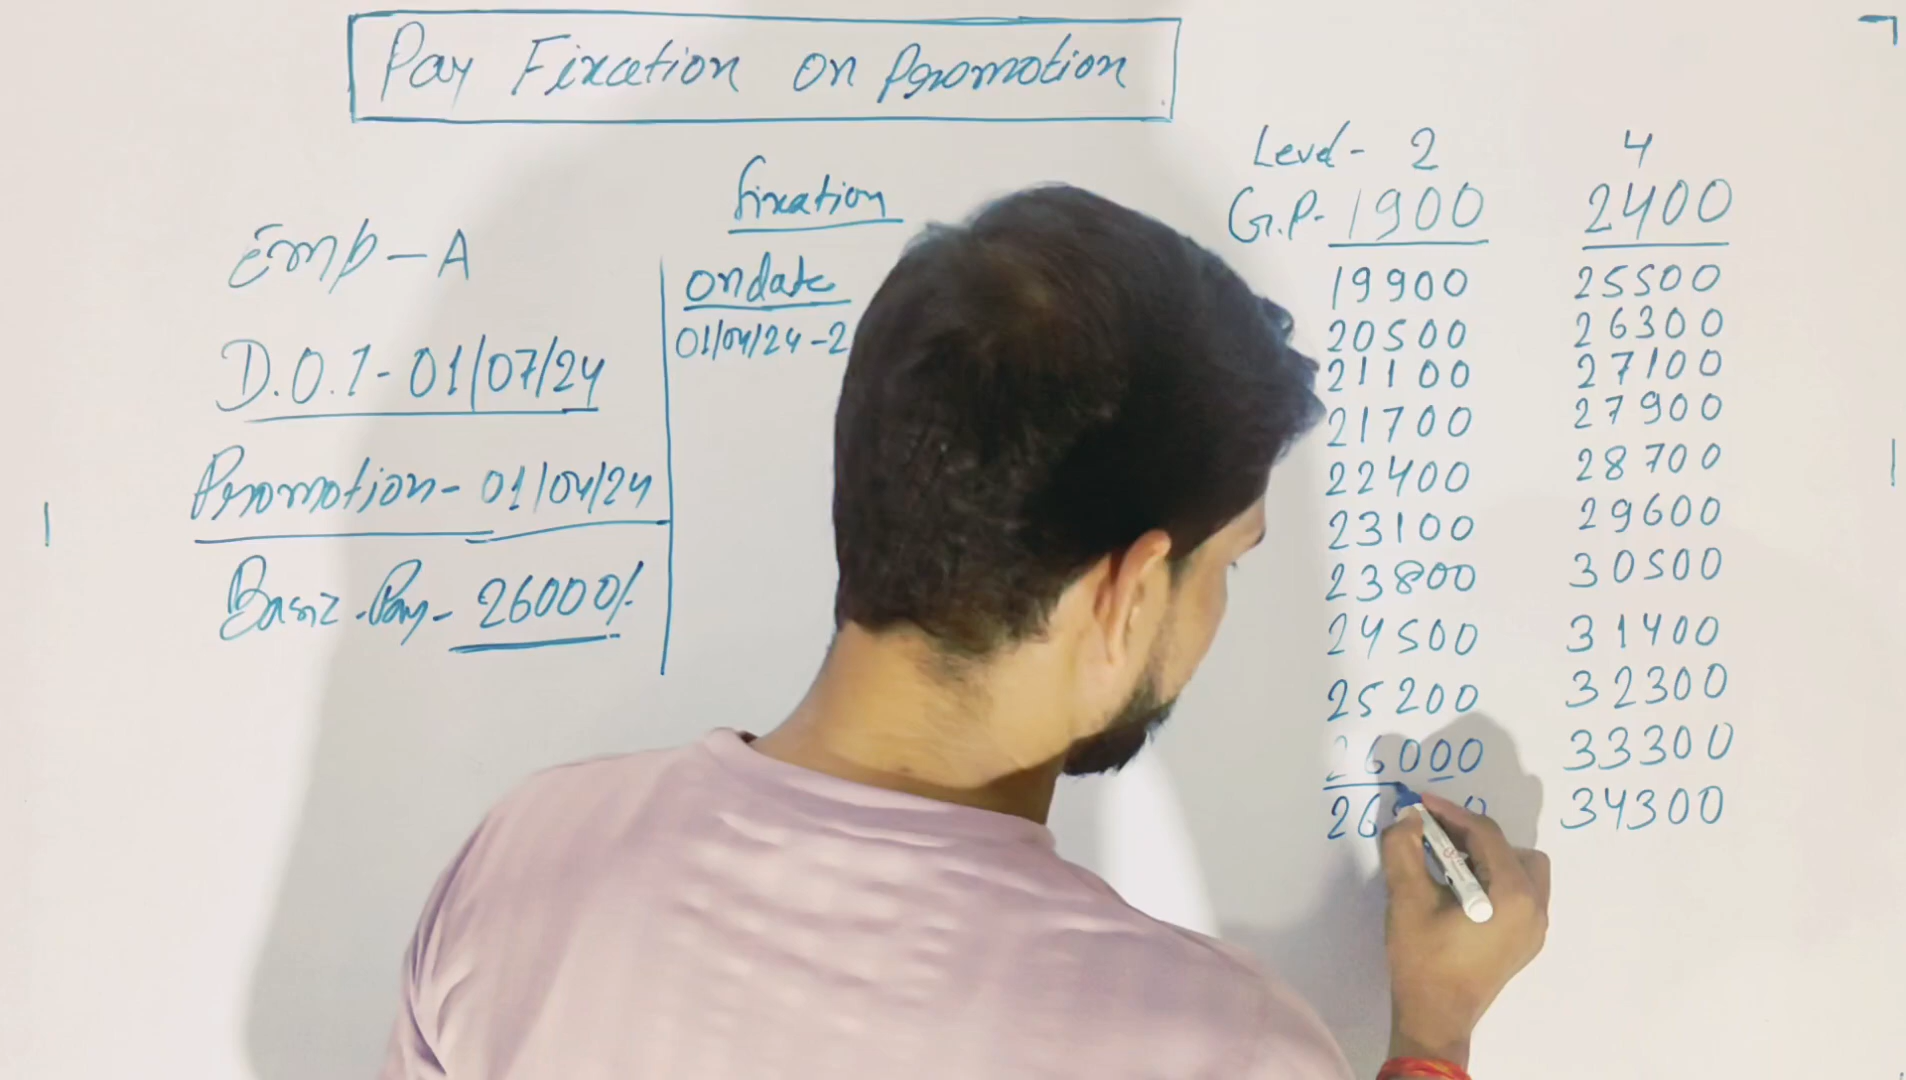 Pay Fixation on Promotion
Emp-A
D.O.I-01/07/24
Promotion-01/04/24
Basic Pay-26000/.
fixation
on date
01/04/24-2
Level- 2 4
G.P.-1900 2400
19900 25500
20500 26300
21100 27100
21700 27900
22400 28700
23100 29600
23800 30500
24500 31400
25200 32300
26000 33300
34300